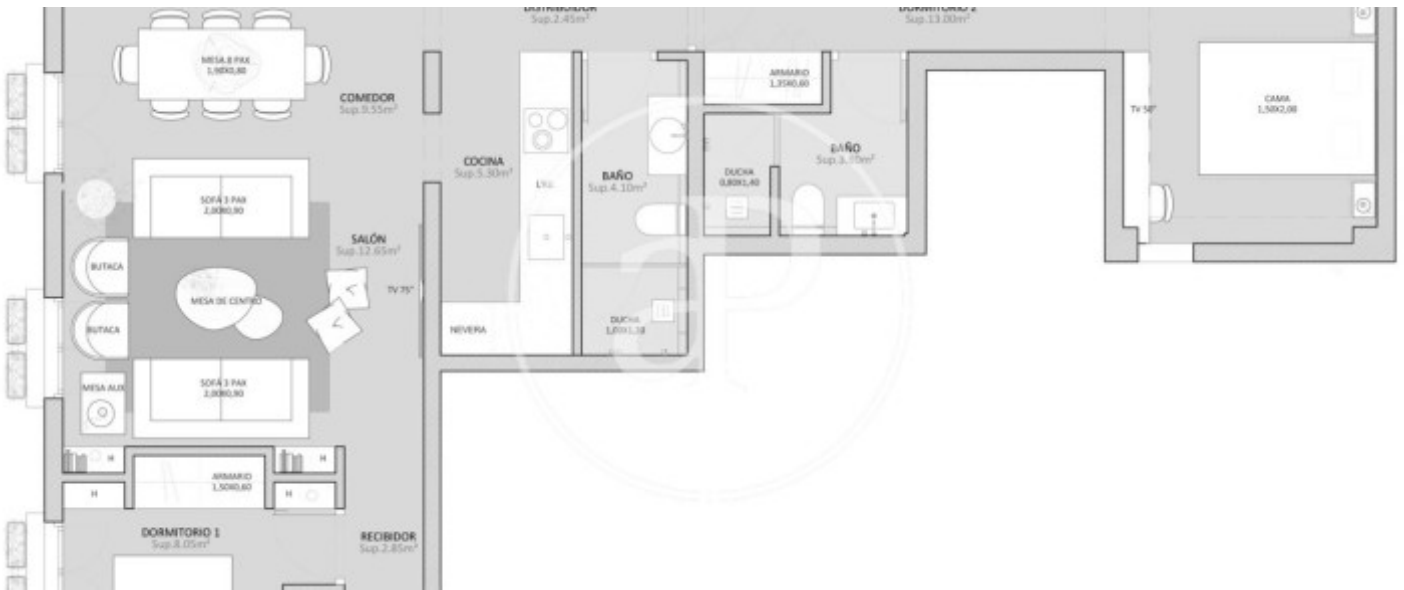 DISTRIBUIDOR
Sup.2.45m²
DORMITORIO 2
Sup.13.00m²
MESA 8 PAX
1,90X0,80
COMEDOR
Sup.9.55m²
ARMARIO
1,35X0,60
TV 50"
CAMA
1,50X2,00
COCINA
Sup.5.30m²
BAÑO
Sup.4.10m²
DUCHA
0,80X1,40
BAÑO
SOFÁ 3 PAX
2,00X0,90
SALÓN
Sup.12.65m²
BUTACA
MESA DE CENTRO
TV 75"
BUTACA
NEVERA
DUCHA
MESA AUX
SOFÁ 3 PAX
2,00X0,90
H
H
ARMARIO
1,50X0,60
H
H
DORMITORIO 1
Sup.8.05m²
RECIBIDOR
Sup.2.85m²